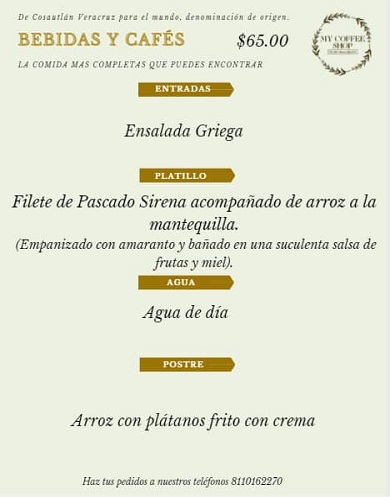 De Cosautlán Veracruz para el mundo, denominación de origen.
BEBIDAS Y CAFÉS
$65.00
MY COFFEE
SHOP
LA COMIDA MAS COMPLETAS QUE PUEDES ENCONTRAR
ENTRADAS
Ensalada Griega
PLATILLO
Filete de Pascado Sirena acompañado de arroz a la
mantequilla.
(Empanizado con amaranto y bañado en una suculenta salsa de
frutas y miel).
AGUA
Agua de día
POSTRE
Arroz con plátanos frito con crema
Haz tus pedidos a nuestros teléfonos 8110162270